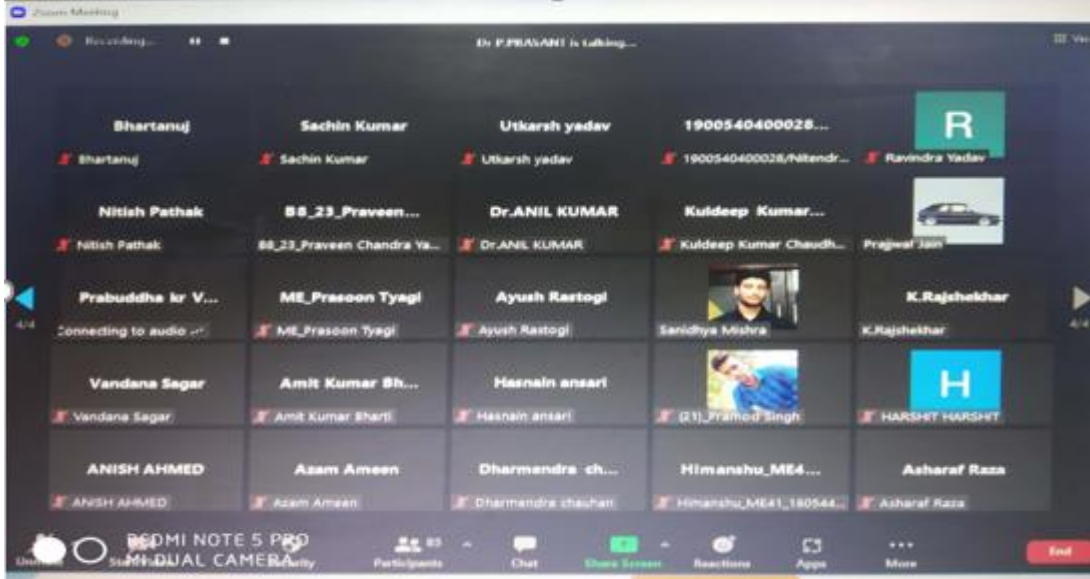 Zoom Meeting
Recording...
Dr P.PRASANT is talking...
Bhartanuj Sachin Kumar Utkarsh yadav 1900540400028... R
Bhartanuj Sachin Kumar Utkarsh yadav 1900540400028/Nitendr... Ravindra Yadav
Nitish Pathak B8_23_Praveen... Dr.ANIL KUMAR Kuldeep Kumar...
Nitish Pathak B8_23_Praveen Chandra Ya... Dr.ANIL KUMAR Kuldeep Kumar Chaudh... Prajjwal Jain
Prabuddha kr V... ME_Prasoon Tyagi Ayush Rastogi K.Rajshekhar
4/4 Connecting to audio ME_Prasoon Tyagi Ayush Rastogi Sanidhya Mishra K.Rajshekhar
Vandana Sagar Amit Kumar Bh... Hasnain ansari H
Vandana Sagar Amit Kumar Bharti Hasnain ansari (21)_Pramod Singh HARSHIT HARSHIT
ANISH AHMED Azam Ameen Dharmendra ch... Himanshu_ME4... Asharaf Raza
ANISH AHMED Azam Ameen Dharmendra chauhan Himanshu_ME41_180544... Asharaf Raza
REDMI NOTE 5 PRO
MI DUAL CAMERA
85
Participants Chat Share Screen Reactions Apps More End